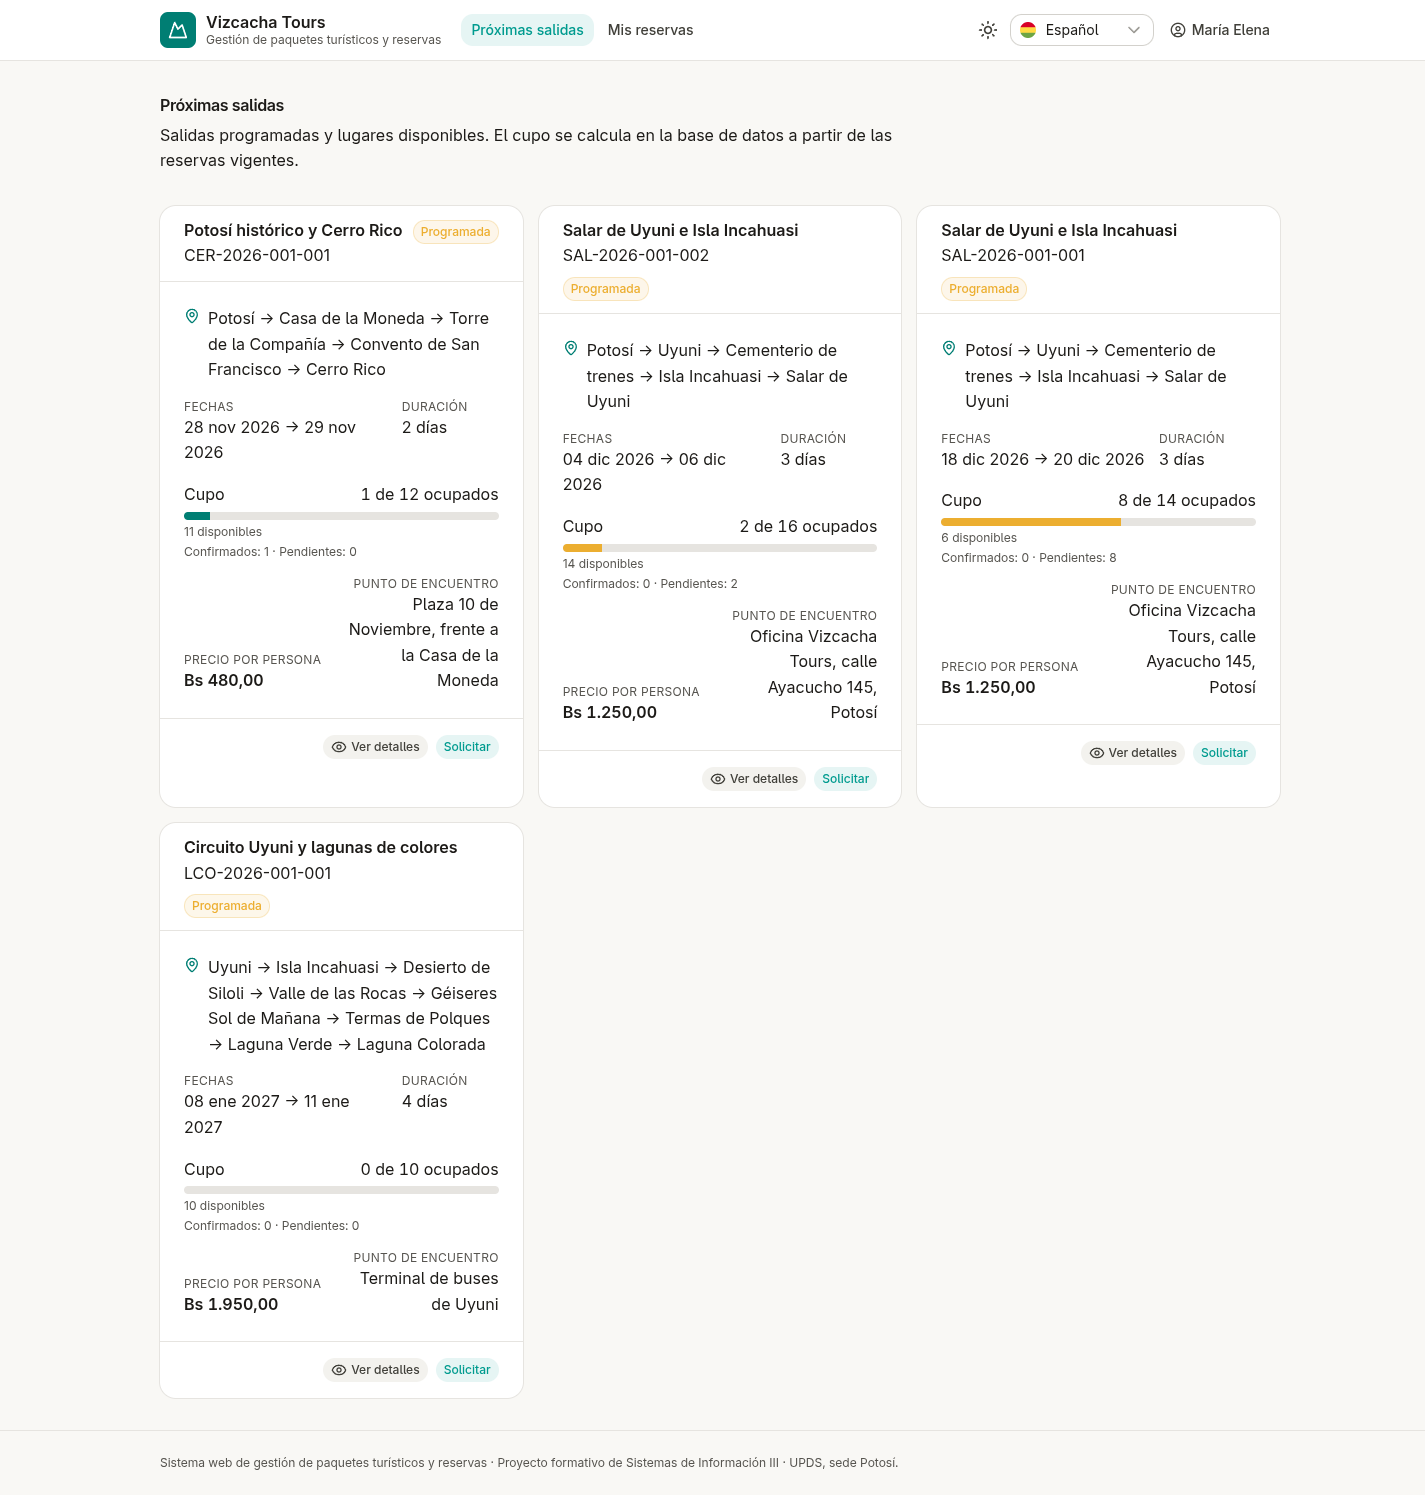 Vizcacha Tours
Gestión de paquetes turísticos y reservas
Próximas salidas
Mis reservas
Español
María Elena
Próximas salidas
Salidas programadas y lugares disponibles. El cupo se calcula en la base de datos a partir de las
reservas vigentes.
Potosí histórico y Cerro Rico
Programada
CER-2026-001-001
Potosí → Casa de la Moneda → Torre
de la Compañía → Convento de San
Francisco → Cerro Rico
FECHAS
28 nov 2026 → 29 nov
2026
DURACIÓN
2 días
Cupo
1 de 12 ocupados
11 disponibles
Confirmados: 1 · Pendientes: 0
PRECIO POR PERSONA
Bs 480,00
PUNTO DE ENCUENTRO
Plaza 10 de
Noviembre, frente a
la Casa de la
Moneda
Ver detalles
Solicitar
Salar de Uyuni e Isla Incahuasi
SAL-2026-001-002
Programada
Potosí → Uyuni → Cementerio de
trenes → Isla Incahuasi → Salar de
Uyuni
FECHAS
04 dic 2026 → 06 dic
2026
DURACIÓN
3 días
Cupo
2 de 16 ocupados
14 disponibles
Confirmados: 0 · Pendientes: 2
PRECIO POR PERSONA
Bs 1.250,00
PUNTO DE ENCUENTRO
Oficina Vizcacha
Tours, calle
Ayacucho 145,
Potosí
Ver detalles
Solicitar
Salar de Uyuni e Isla Incahuasi
SAL-2026-001-001
Programada
Potosí → Uyuni → Cementerio de
trenes → Isla Incahuasi → Salar de
Uyuni
FECHAS
18 dic 2026 → 20 dic 2026
DURACIÓN
3 días
Cupo
8 de 14 ocupados
6 disponibles
Confirmados: 0 · Pendientes: 8
PRECIO POR PERSONA
Bs 1.250,00
PUNTO DE ENCUENTRO
Oficina Vizcacha
Tours, calle
Ayacucho 145,
Potosí
Ver detalles
Solicitar
Circuito Uyuni y lagunas de colores
LCO-2026-001-001
Programada
Uyuni → Isla Incahuasi → Desierto de
Siloli → Valle de las Rocas → Géiseres
Sol de Mañana → Termas de Polques
→ Laguna Verde → Laguna Colorada
FECHAS
08 ene 2027 → 11 ene
2027
DURACIÓN
4 días
Cupo
0 de 10 ocupados
10 disponibles
Confirmados: 0 · Pendientes: 0
PRECIO POR PERSONA
Bs 1.950,00
PUNTO DE ENCUENTRO
Terminal de buses
de Uyuni
Ver detalles
Solicitar
Sistema web de gestión de paquetes turísticos y reservas · Proyecto formativo de Sistemas de Información III · UPDS, sede Potosí.